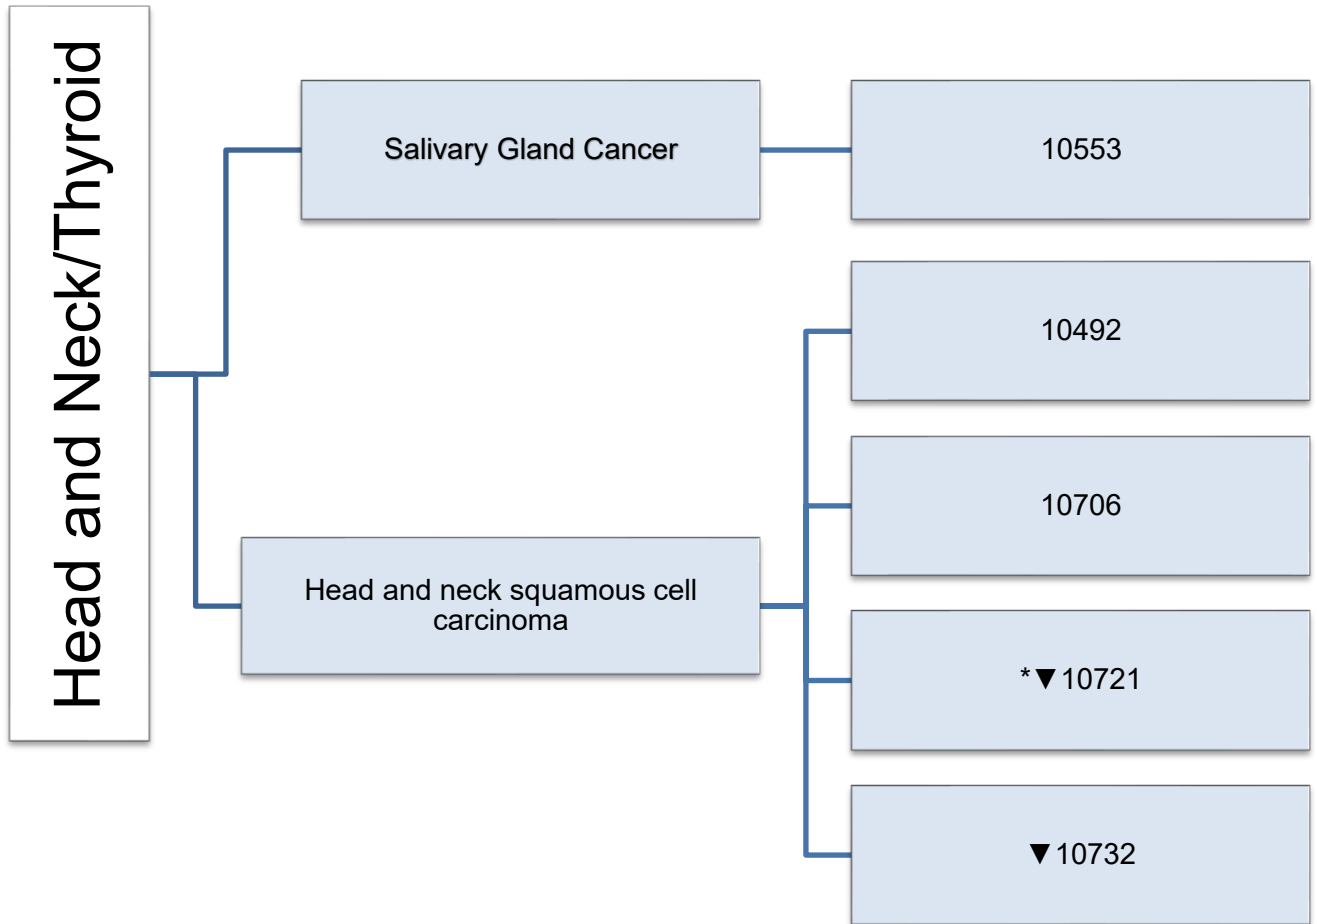 Head and Neck/Thyroid
Salivary Gland Cancer
10553
Head and neck squamous cell
carcinoma
10492
10706
*▼10721
▼10732